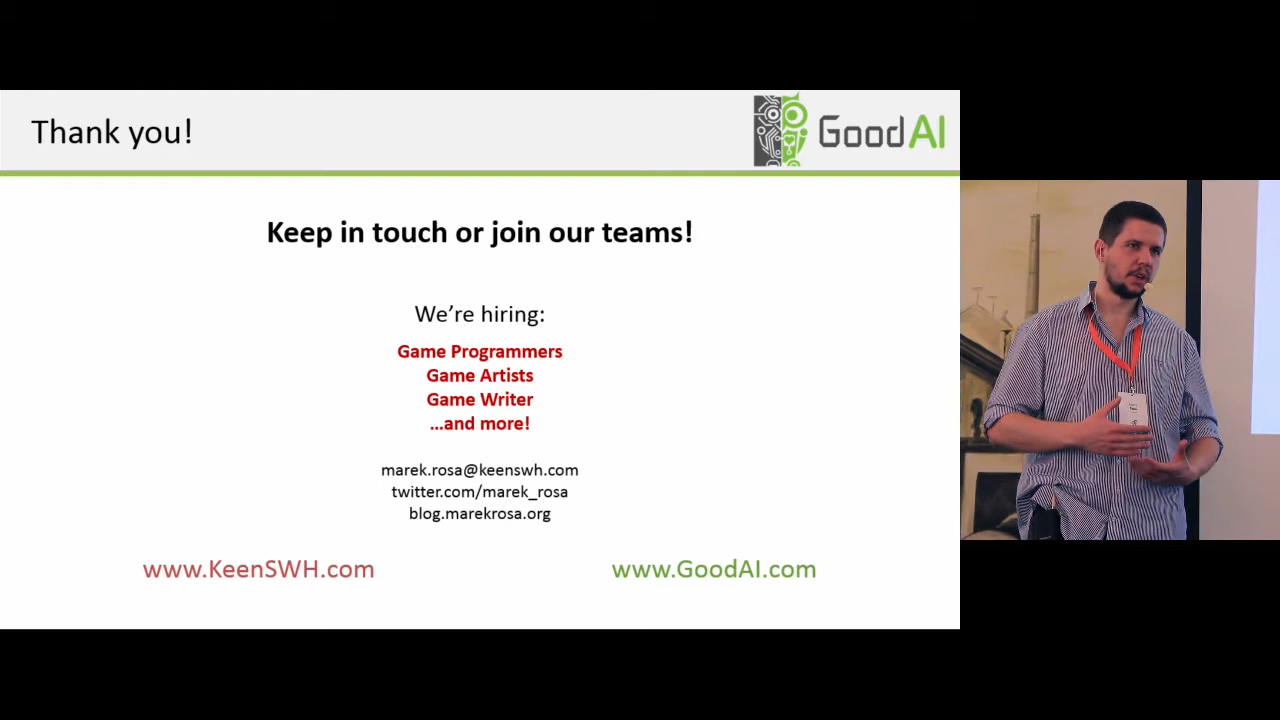 Thank you!
GoodAI
Keep in touch or join our teams!
We're hiring:
Game Programmers
Game Artists
Game Writer
...and more!
marek.rosa@keenswh.com
twitter.com/marek_rosa
blog.marekrosa.org
www.KeenSWH.com
www.GoodAI.com